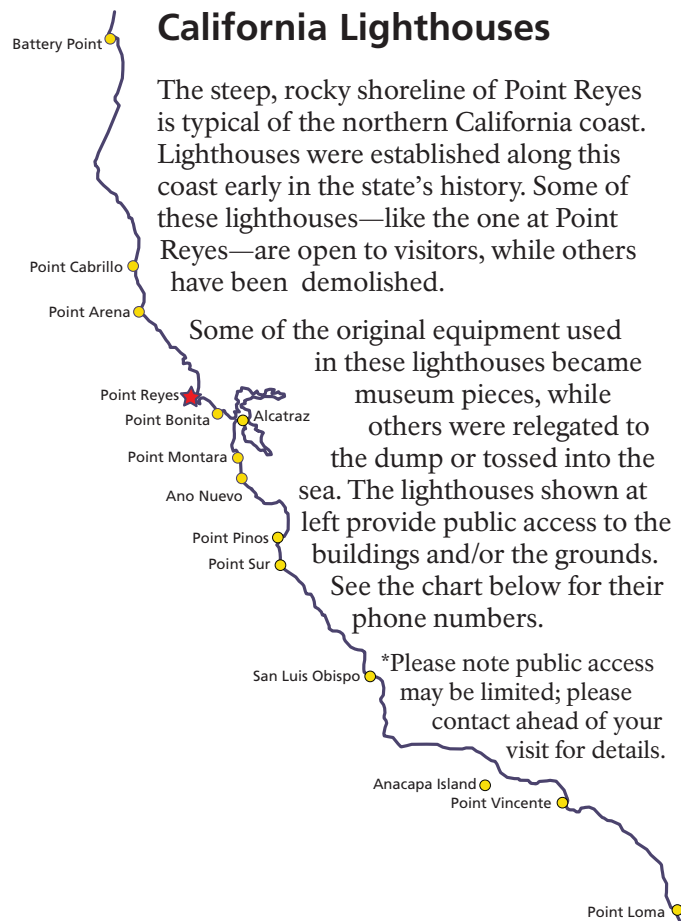 California Lighthouses
The steep, rocky shoreline of Point Reyes
is typical of the northern California coast.
Lighthouses were established along this
coast early in the state’s history. Some of
these lighthouses—like the one at Point
Reyes—are open to visitors, while others
have been demolished.
Some of the original equipment used
in these lighthouses became
museum pieces, while
others were relegated to
the dump or tossed into the
sea. The lighthouses shown at
left provide public access to the
buildings and/or the grounds.
See the chart below for their
phone numbers.
*Please note public access
may be limited; please
contact ahead of your
visit for details.
Battery Point
Point Cabrillo
Point Arena
Point Reyes
Point Bonita
Alcatraz
Point Montara
Ano Nuevo
Point Pinos
Point Sur
San Luis Obispo
Anacapa Island
Point Vincente
Point Loma